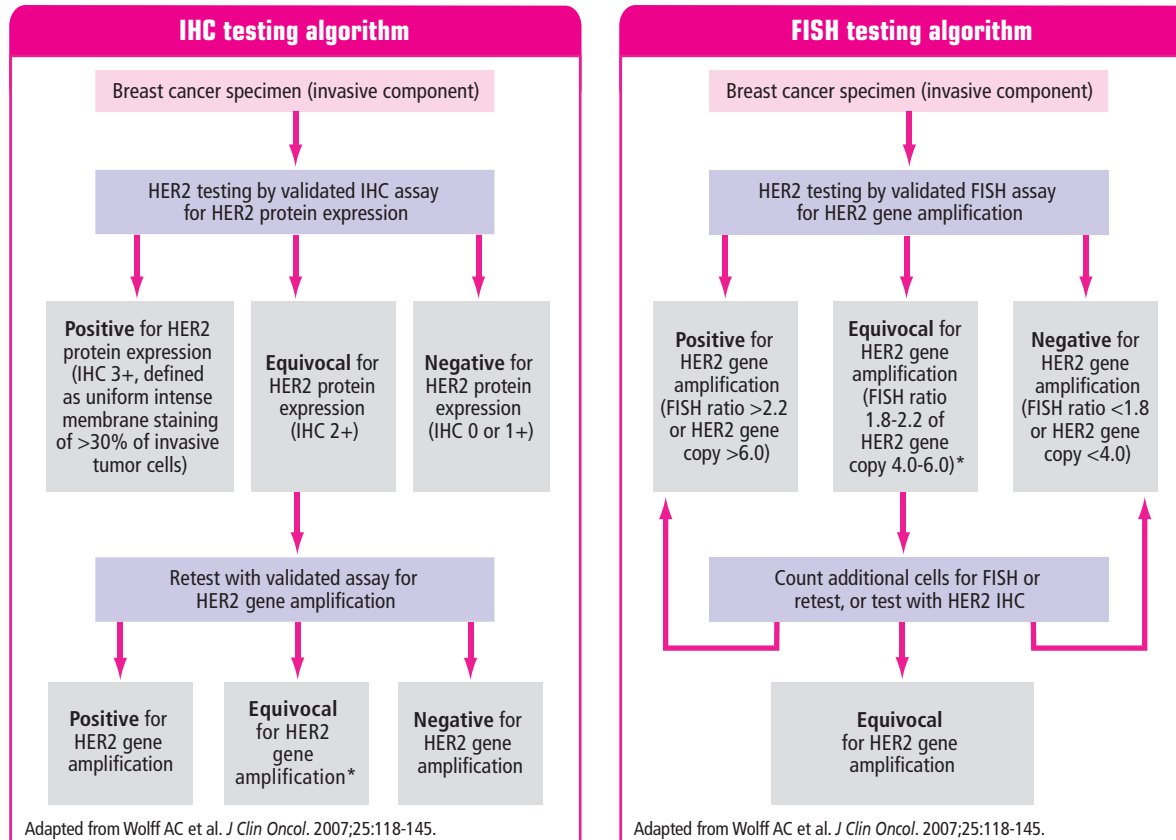 IHC testing algorithm
Breast cancer specimen (invasive component)
HER2 testing by validated IHC assay
for HER2 protein expression
Positive for HER2
protein expression
(IHC 3+, defined
as uniform intense
membrane staining
of >30% of invasive
tumor cells)
Equivocal for
HER2 protein
expression
(IHC 2+)
Negative for
HER2 protein
expression
(IHC 0 or 1+)
Retest with validated assay for
HER2 gene amplification
Positive for
HER2 gene
amplification
Equivocal
for HER2
gene
amplification*
Negative for
HER2 gene
amplification
Adapted from Wolff AC et al. J Clin Oncol. 2007;25:118-145.
FISH testing algorithm
Breast cancer specimen (invasive component)
HER2 testing by validated FISH assay
for HER2 gene amplification
Positive for
HER2 gene
amplification
(FISH ratio >2.2
or HER2 gene
copy >6.0)
Equivocal for
HER2 gene
amplification
(FISH ratio
1.8-2.2 of
HER2 gene
copy 4.0-6.0)*
Negative for
HER2 gene
amplification
(FISH ratio <1.8
or HER2 gene
copy <4.0)
Count additional cells for FISH or
retest, or test with HER2 IHC
Equivocal
for HER2 gene
amplification
Adapted from Wolff AC et al. J Clin Oncol. 2007;25:118-145.